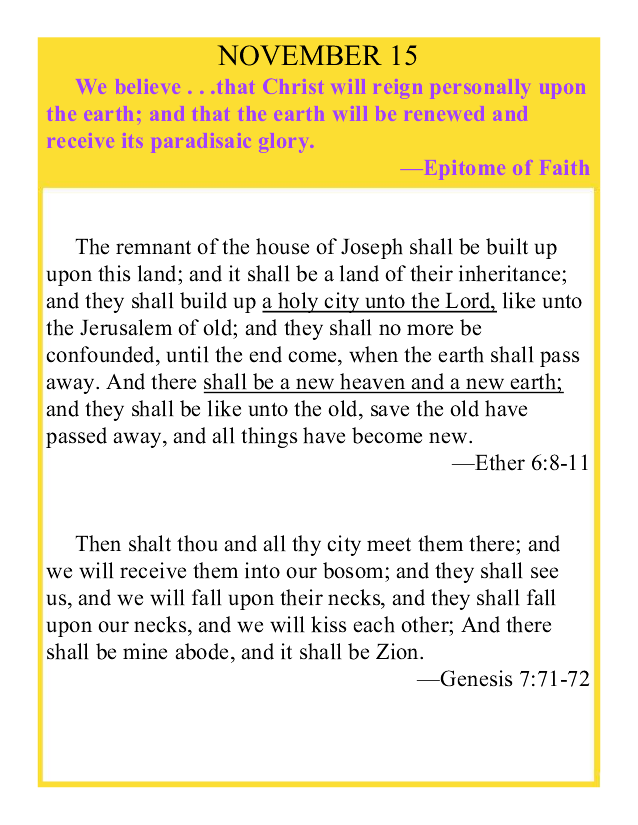 NOVEMBER 15
We believe . . .that Christ will reign personally upon
the earth; and that the earth will be renewed and
receive its paradisaic glory.
—Epitome of Faith
The remnant of the house of Joseph shall be built up
upon this land; and it shall be a land of their inheritance;
and they shall build up a holy city unto the Lord, like unto
the Jerusalem of old; and they shall no more be
confounded, until the end come, when the earth shall pass
away. And there shall be a new heaven and a new earth;
and they shall be like unto the old, save the old have
passed away, and all things have become new.
—Ether 6:8-11
Then shalt thou and all thy city meet them there; and
we will receive them into our bosom; and they shall see
us, and we will fall upon their necks, and they shall fall
upon our necks, and we will kiss each other; And there
shall be mine abode, and it shall be Zion.
—Genesis 7:71-72